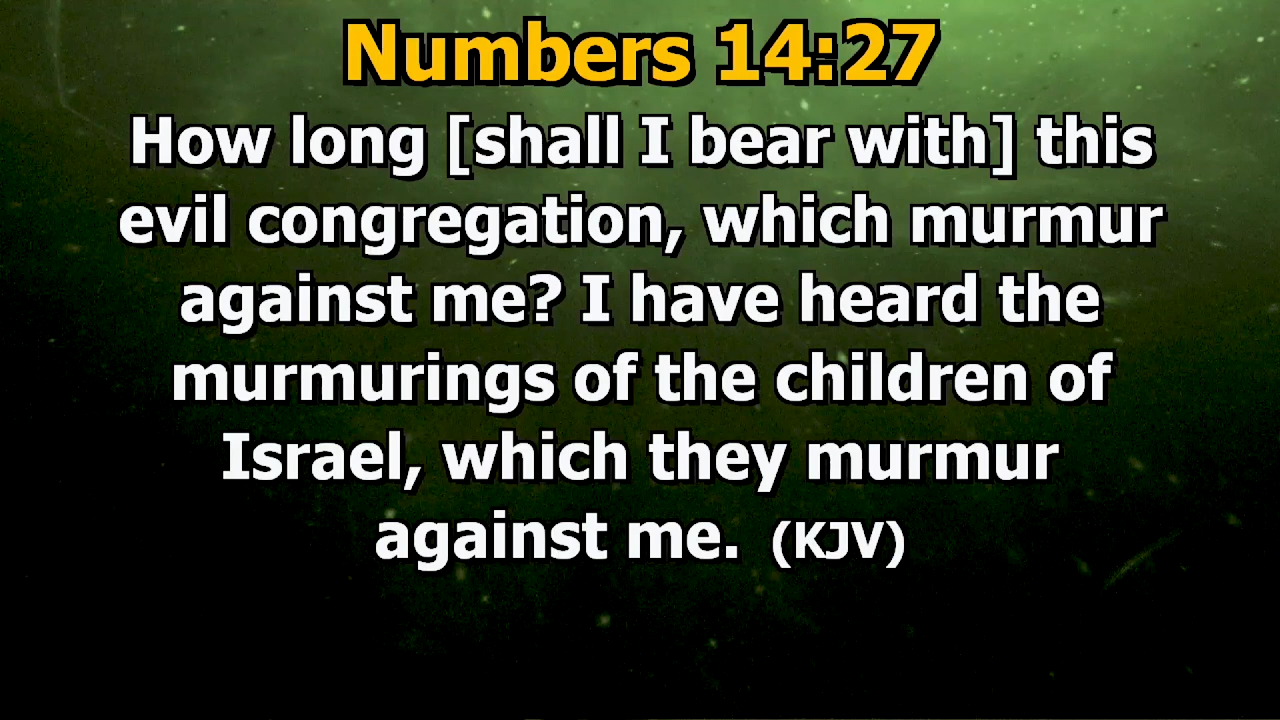 Numbers 14:27
How long [shall I bear with] this
evil congregation, which murmur
against me? I have heard the
murmurings of the children of
Israel, which they murmur
against me. (KJV)